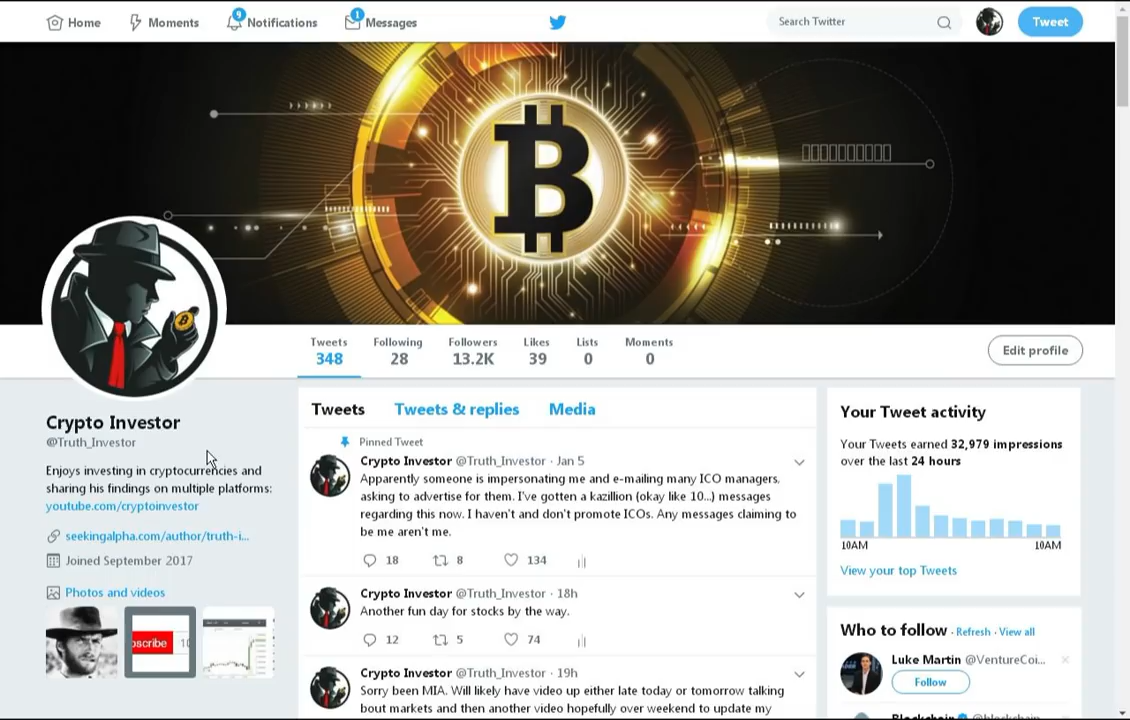 Home
Moments
9
Notifications
1
Messages
Search Twitter
Tweet
Tweets
348
Following
28
Followers
13.2K
Likes
39
Lists
0
Moments
0
Edit profile
Crypto Investor
@Truth_Investor
Enjoys investing in cryptocurrencies and
sharing his findings on multiple platforms:
youtube.com/cryptoinvestor
seekingalpha.com/author/truth-i...
Joined September 2017
Photos and videos
oscribe 10
Tweets
Tweets & replies
Media
Pinned Tweet
Crypto Investor @Truth_Investor · Jan 5
Apparently someone is impersonating me and e-mailing many ICO managers,
asking to advertise for them. I've gotten a kazillion (okay like 10...) messages
regarding this now. I haven't and don't promote ICOs. Any messages claiming to
be me aren't me.
18
8
134
Crypto Investor @Truth_Investor · 18h
Another fun day for stocks by the way.
12
5
74
Crypto Investor @Truth_Investor · 19h
Sorry been MIA. Will likely have video up either late today or tomorrow talking
bout markets and then another video hopefully over weekend to update my
Your Tweet activity
Your Tweets earned 32,979 impressions
over the last 24 hours
10AM
10AM
View your top Tweets
Who to follow · Refresh · View all
Luke Martin @VentureCoi...
Follow
Blockchain @blockchain